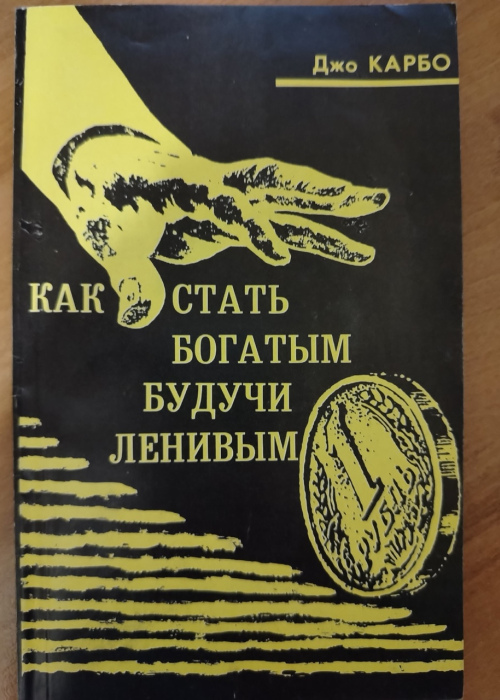 Джо КАРБО
КАК СТАТЬ
БОГАТЫМ
БУДУЧИ
ЛЕНИВЫМ
1
РУБЛЬ